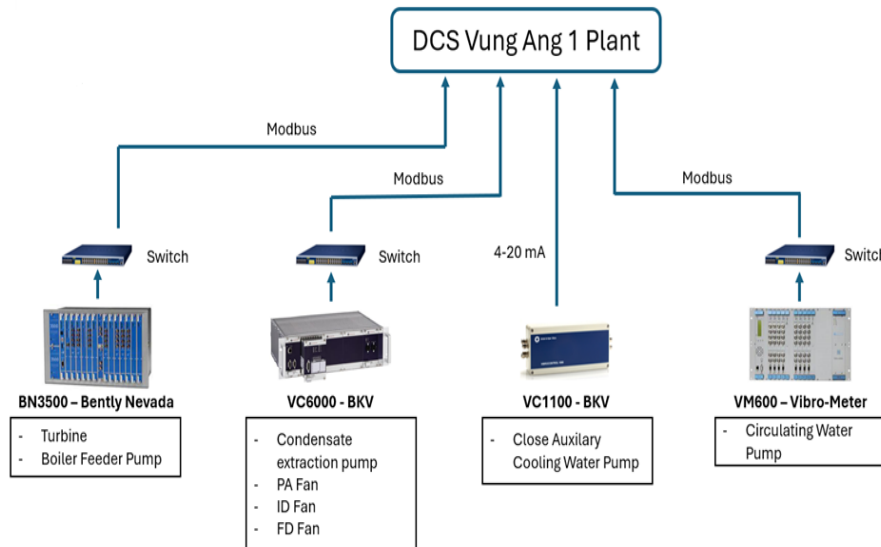 DCS Vung Ang 1 Plant
Modbus
Modbus
Modbus
4-20 mA
Switch
Switch
Switch
BN3500 – Bently Nevada
- Turbine
- Boiler Feeder Pump
VC6000 - BKV
- Condensate
extraction pump
- PA Fan
- ID Fan
- FD Fan
VC1100 - BKV
- Close Auxilary
Cooling Water Pump
VM600 – Vibro-Meter
- Circulating Water
Pump